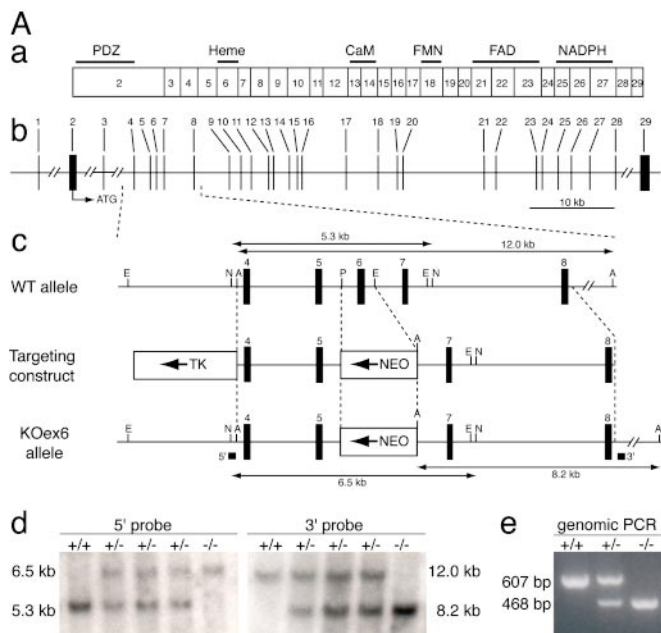 A
a
PDZ Heme CaM FMN FAD NADPH
2 3 4 5 6 7 8 9 10 11 12 13 14 15 16 17 18 19 20 21 22 23 24 25 26 27 28 29
b
1 2 3 4 5 6 7 8 9 10 11 12 13 14 15 16 17 18 19 20 21 22 23 24 25 26 27 28 29
ATG
10 kb
c
5.3 kb
12.0 kb
E N A 4 5 P 6 E 7 E N 8 A
WT allele
A
4 5 7 E N 8
Targeting construct
TK
NEO
A
KOex6 allele
E N A 4 5 NEO 7 E N 8 A
5' 3'
8.2 kb
6.5 kb
d
5' probe 3' probe
+/+ +/- +/- +/- -/- +/+ +/- +/- +/- -/-
6.5 kb 12.0 kb
5.3 kb 8.2 kb
e
genomic PCR
+/+ +/- -/-
607 bp
468 bp